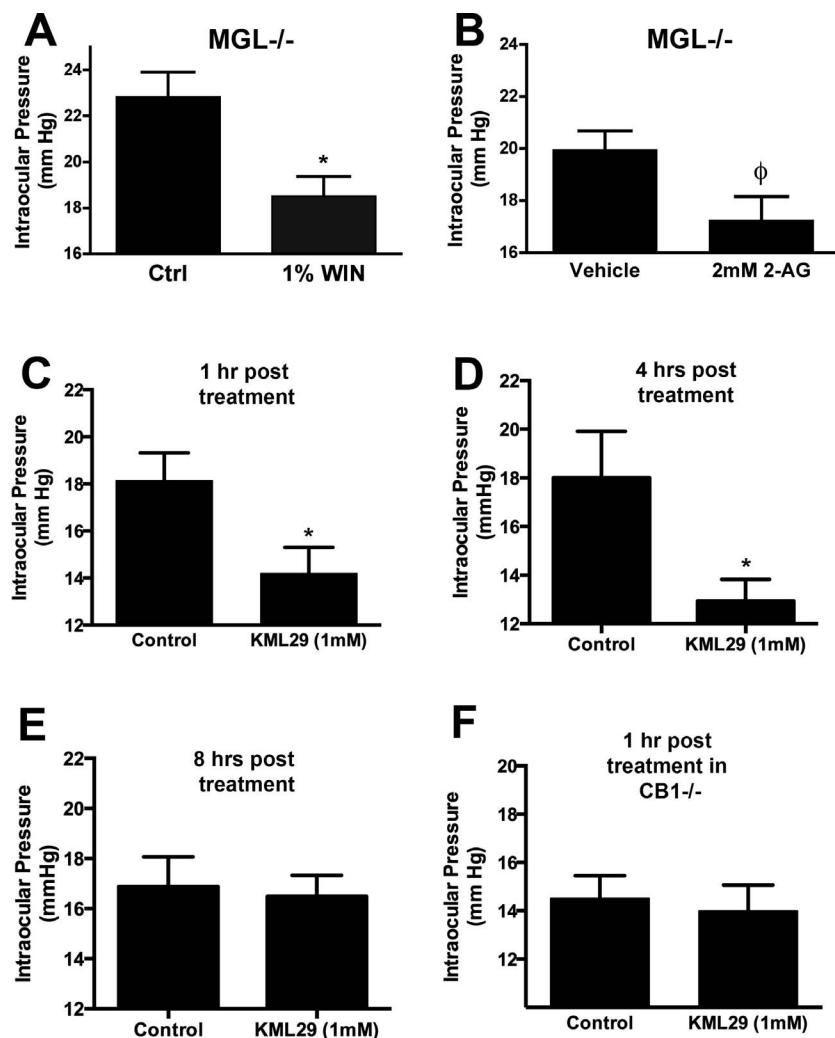 A
MGL-/-
Intraocular Pressure
(mm Hg)
24
22
20
18
16
*
Ctrl
1% WIN
B
MGL-/-
Intraocular Pressure
(mm Hg)
24
22
20
18
16
ϕ
Vehicle
2mM 2-AG
C
1 hr post
treatment
Intraocular Pressure
(mm Hg)
22
20
18
16
14
12
*
Control
KML29 (1mM)
D
4 hrs post
treatment
Intraocular Pressure
(mmHg)
22
20
18
16
14
12
*
Control
KML29 (1mM)
E
8 hrs post
treatment
Intraocular Pressure
(mmHg)
22
20
18
16
14
12
Control
KML29 (1mM)
F
1 hr post
treatment in
CB1-/-
Intraocular Pressure
(mm Hg)
20
18
16
14
12
Control
KML29 (1mM)